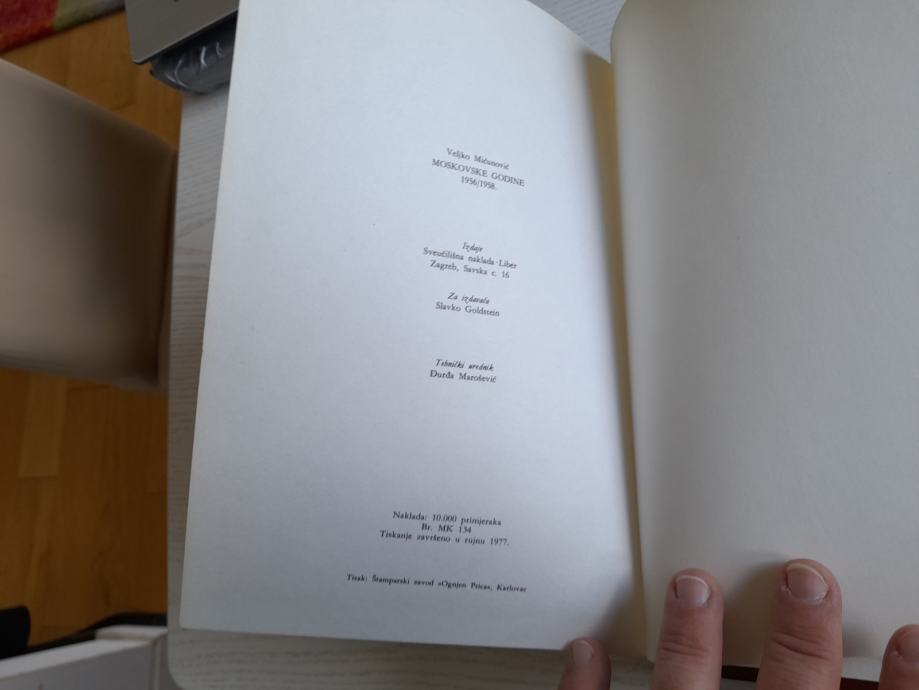 Veljko Mićunović
MOSKOVSKE GODINE
1956/1958.
Izdaje
Sveučilišna naklada-Liber
Zagreb, Savska c. 16
Za izdavača
Slavko Goldstein
Tehnički urednik
Đurđa Marošević
Naklada: 10.000 primjeraka
Br. MK 134
Tiskanje završeno u rujnu 1977.
Tisak: Štamparski zavod »Ognjen Prica«, Karlovac